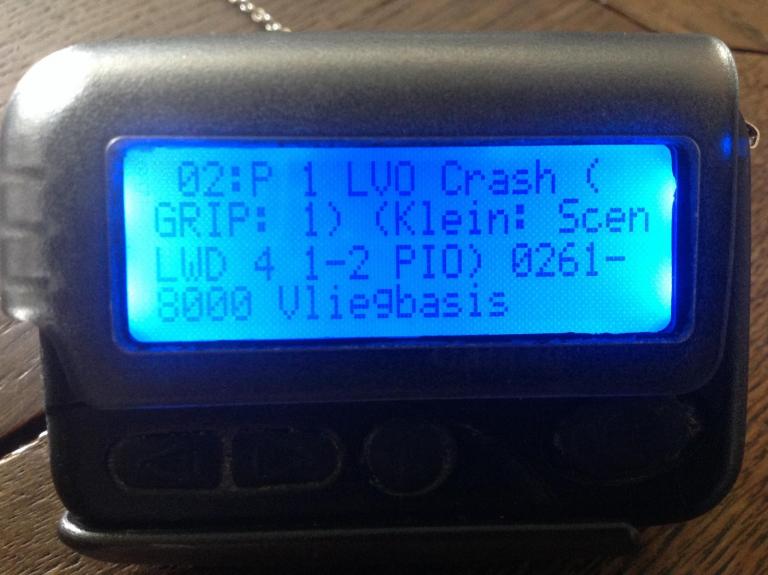 02:P 1 LVO Crash (
GRIP: 1) (Klein: Scen
LWD 4 1-2 PIO) 0261-
8000 Vliegbasis